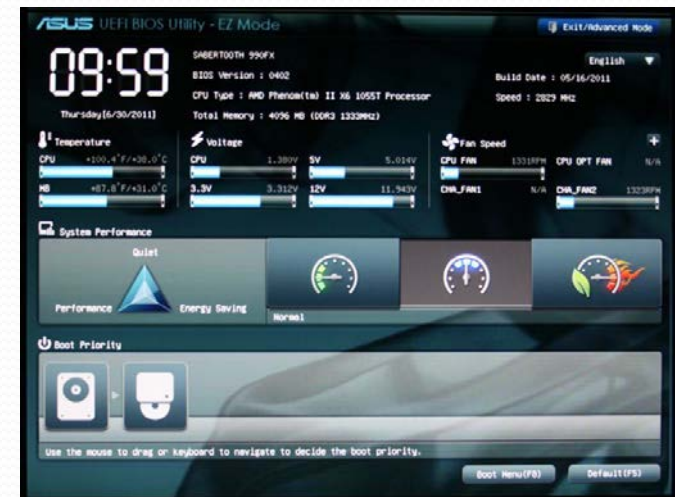 ASUS UEFI BIOS Utility - EZ Mode
Exit/Advanced Mode
09:59
Thursday[6/30/2011]
SABERTOOTH 990FX
BIOS Version : 0402
CPU Type : AMD Phenom(tm) II X6 1055T Processor
Total Memory : 4096 MB (DDR3 1333MHz)
English
Build Date : 05/16/2011
Speed : 2829 MHz
Temperature
CPU +100.4°F/+38.0°C
MB +87.8°F/+31.0°C
Voltage
CPU 1.380V 5V 5.014V
3.3V 3.312V 12V 11.943V
Fan Speed
CPU FAN 1331RPM CPU OPT FAN N/A
CHA_FAN1 N/A CHA_FAN2 1323RPM
System Performance
Quiet
Performance Energy Saving
Normal
Boot Priority
Use the mouse to drag or keyboard to navigate to decide the boot priority.
Boot Menu(F8) Default(F5)